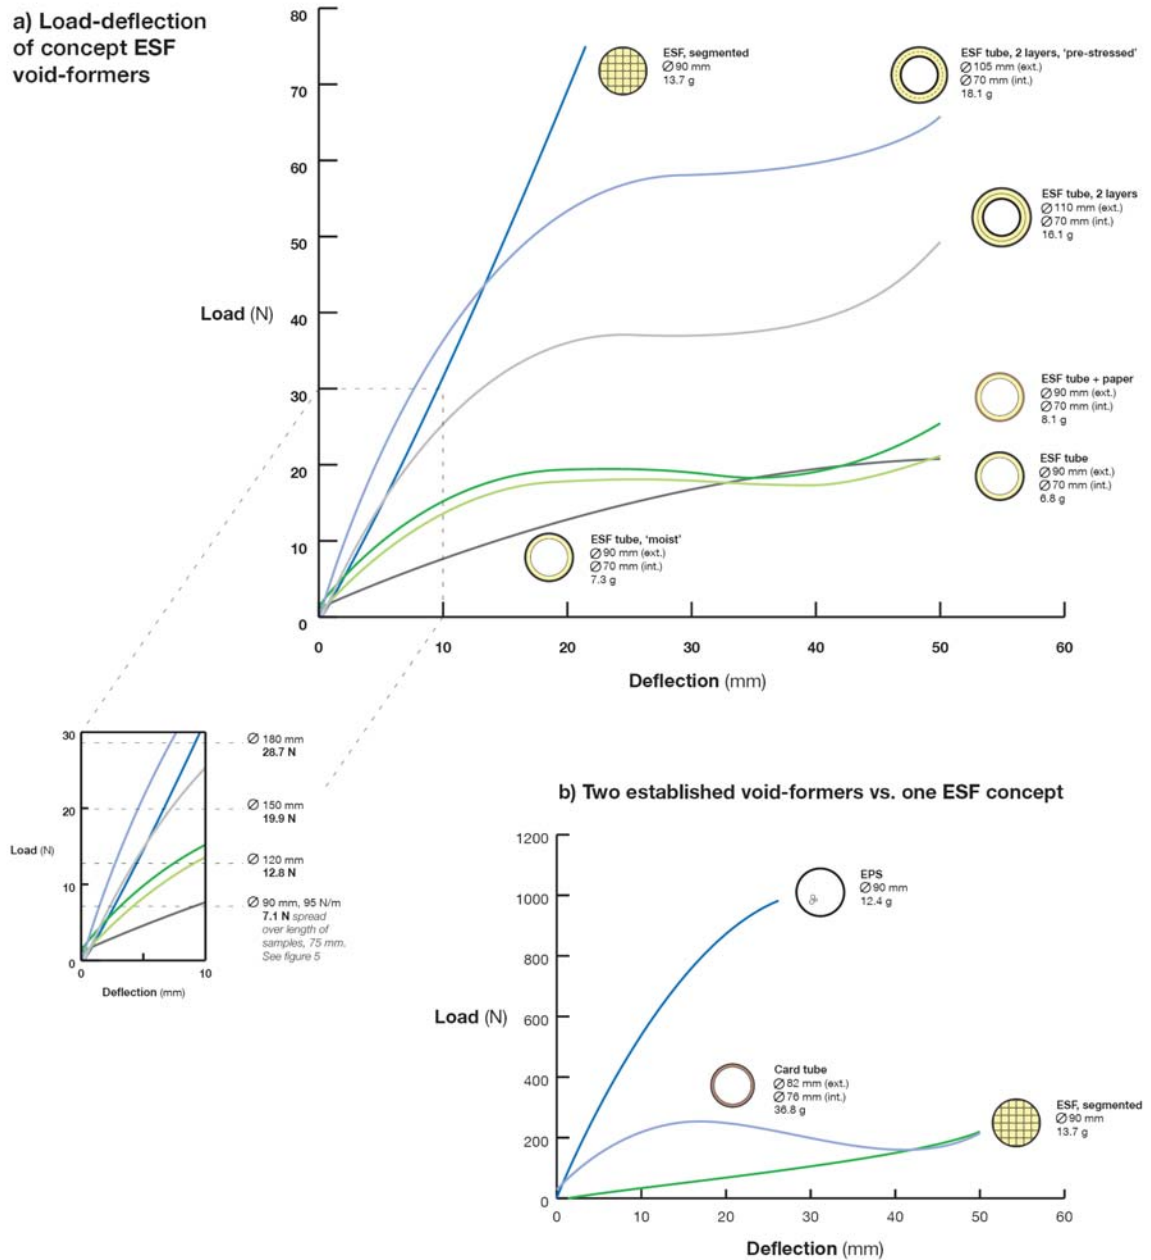 a) Load-deflection
of concept ESF
void-formers
80
70
60
50
40
30
20
10
0
Load (N)
0
10
20
30
40
50
60
Deflection (mm)
ESF, segmented
∅ 90 mm
13.7 g
ESF tube, 2 layers, ‘pre-stressed’
∅ 105 mm (ext.)
∅ 70 mm (int.)
18.1 g
ESF tube, 2 layers
∅ 110 mm (ext.)
∅ 70 mm (int.)
16.1 g
ESF tube + paper
∅ 90 mm (ext.)
∅ 70 mm (int.)
8.1 g
ESF tube
∅ 90 mm (ext.)
∅ 70 mm (int.)
6.8 g
ESF tube, ‘moist’
∅ 90 mm (ext.)
∅ 70 mm (int.)
7.3 g
30
20
10
0
Load (N)
0
10
Deflection (mm)
∅ 180 mm
28.7 N
∅ 150 mm
19.9 N
∅ 120 mm
12.8 N
∅ 90 mm, 95 N/m
7.1 N spread
over length of
samples, 75 mm.
See figure 5
b) Two established void-formers vs. one ESF concept
1200
1000
800
600
400
200
0
Load (N)
0
10
20
30
40
50
60
Deflection (mm)
EPS
∅ 90 mm
12.4 g
Card tube
∅ 82 mm (ext.)
∅ 76 mm (int.)
36.8 g
ESF, segmented
∅ 90 mm
13.7 g